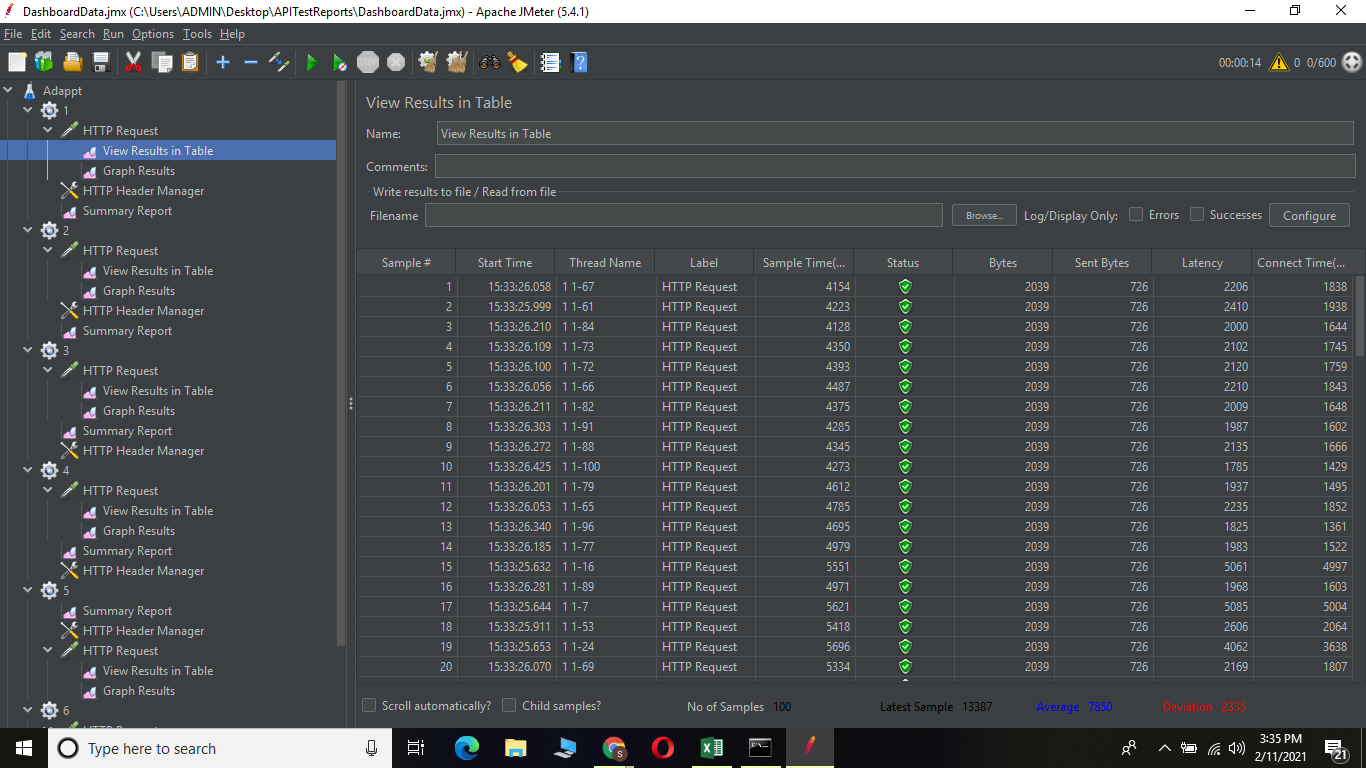 DashboardData.jmx (C:\Users\ADMIN\Desktop\APITestReports\DashboardData.jmx) - Apache JMeter (5.4.1)
File Edit Search Run Options Tools Help
STOP 00:00:14 0 0/600
Adappt
1
HTTP Request
View Results in Table
Graph Results
HTTP Header Manager
Summary Report
2
HTTP Request
View Results in Table
Graph Results
HTTP Header Manager
Summary Report
3
HTTP Request
View Results in Table
Graph Results
Summary Report
HTTP Header Manager
4
HTTP Request
View Results in Table
Graph Results
Summary Report
HTTP Header Manager
5
Summary Report
HTTP Header Manager
HTTP Request
View Results in Table
Graph Results
6
View Results in Table
Name: View Results in Table
Comments:
Write results to file / Read from file
Filename Browse... Log/Display Only: Errors Successes Configure
Sample # Start Time Thread Name Label Sample Time(... Status Bytes Sent Bytes Latency Connect Time(...
1 15:33:26.058 1 1-67 HTTP Request 4154 2039 726 2206 1838
2 15:33:25.999 1 1-61 HTTP Request 4223 2039 726 2410 1938
3 15:33:26.210 1 1-84 HTTP Request 4128 2039 726 2000 1644
4 15:33:26.109 1 1-73 HTTP Request 4350 2039 726 2102 1745
5 15:33:26.100 1 1-72 HTTP Request 4393 2039 726 2120 1759
6 15:33:26.056 1 1-66 HTTP Request 4487 2039 726 2210 1843
7 15:33:26.211 1 1-82 HTTP Request 4375 2039 726 2009 1648
8 15:33:26.303 1 1-91 HTTP Request 4285 2039 726 1987 1602
9 15:33:26.272 1 1-88 HTTP Request 4345 2039 726 2135 1666
10 15:33:26.425 1 1-100 HTTP Request 4273 2039 726 1785 1429
11 15:33:26.201 1 1-79 HTTP Request 4612 2039 726 1937 1495
12 15:33:26.053 1 1-65 HTTP Request 4785 2039 726 2235 1852
13 15:33:26.340 1 1-96 HTTP Request 4695 2039 726 1825 1361
14 15:33:26.185 1 1-77 HTTP Request 4979 2039 726 1983 1522
15 15:33:25.632 1 1-16 HTTP Request 5551 2039 726 5061 4997
16 15:33:26.281 1 1-89 HTTP Request 4971 2039 726 1968 1603
17 15:33:25.644 1 1-7 HTTP Request 5621 2039 726 5085 5004
18 15:33:25.911 1 1-53 HTTP Request 5418 2039 726 2606 2064
19 15:33:25.653 1 1-24 HTTP Request 5696 2039 726 4062 3638
20 15:33:26.070 1 1-69 HTTP Request 5334 2039 726 2169 1807
Scroll automatically? Child samples? No of Samples 100 Latest Sample 13387 Average 7850 Deviation 2335
Type here to search
3:35 PM
2/11/2021
21